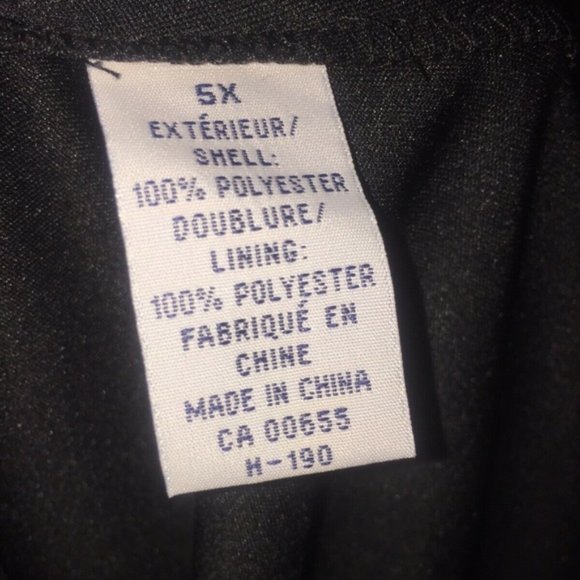 5X
EXTÉRIEUR/
SHELL:
100% POLYESTER
DOUBLURE/
LINING:
100% POLYESTER
FABRIQUÉ EN
CHINE
MADE IN CHINA
CA 00655
H-190